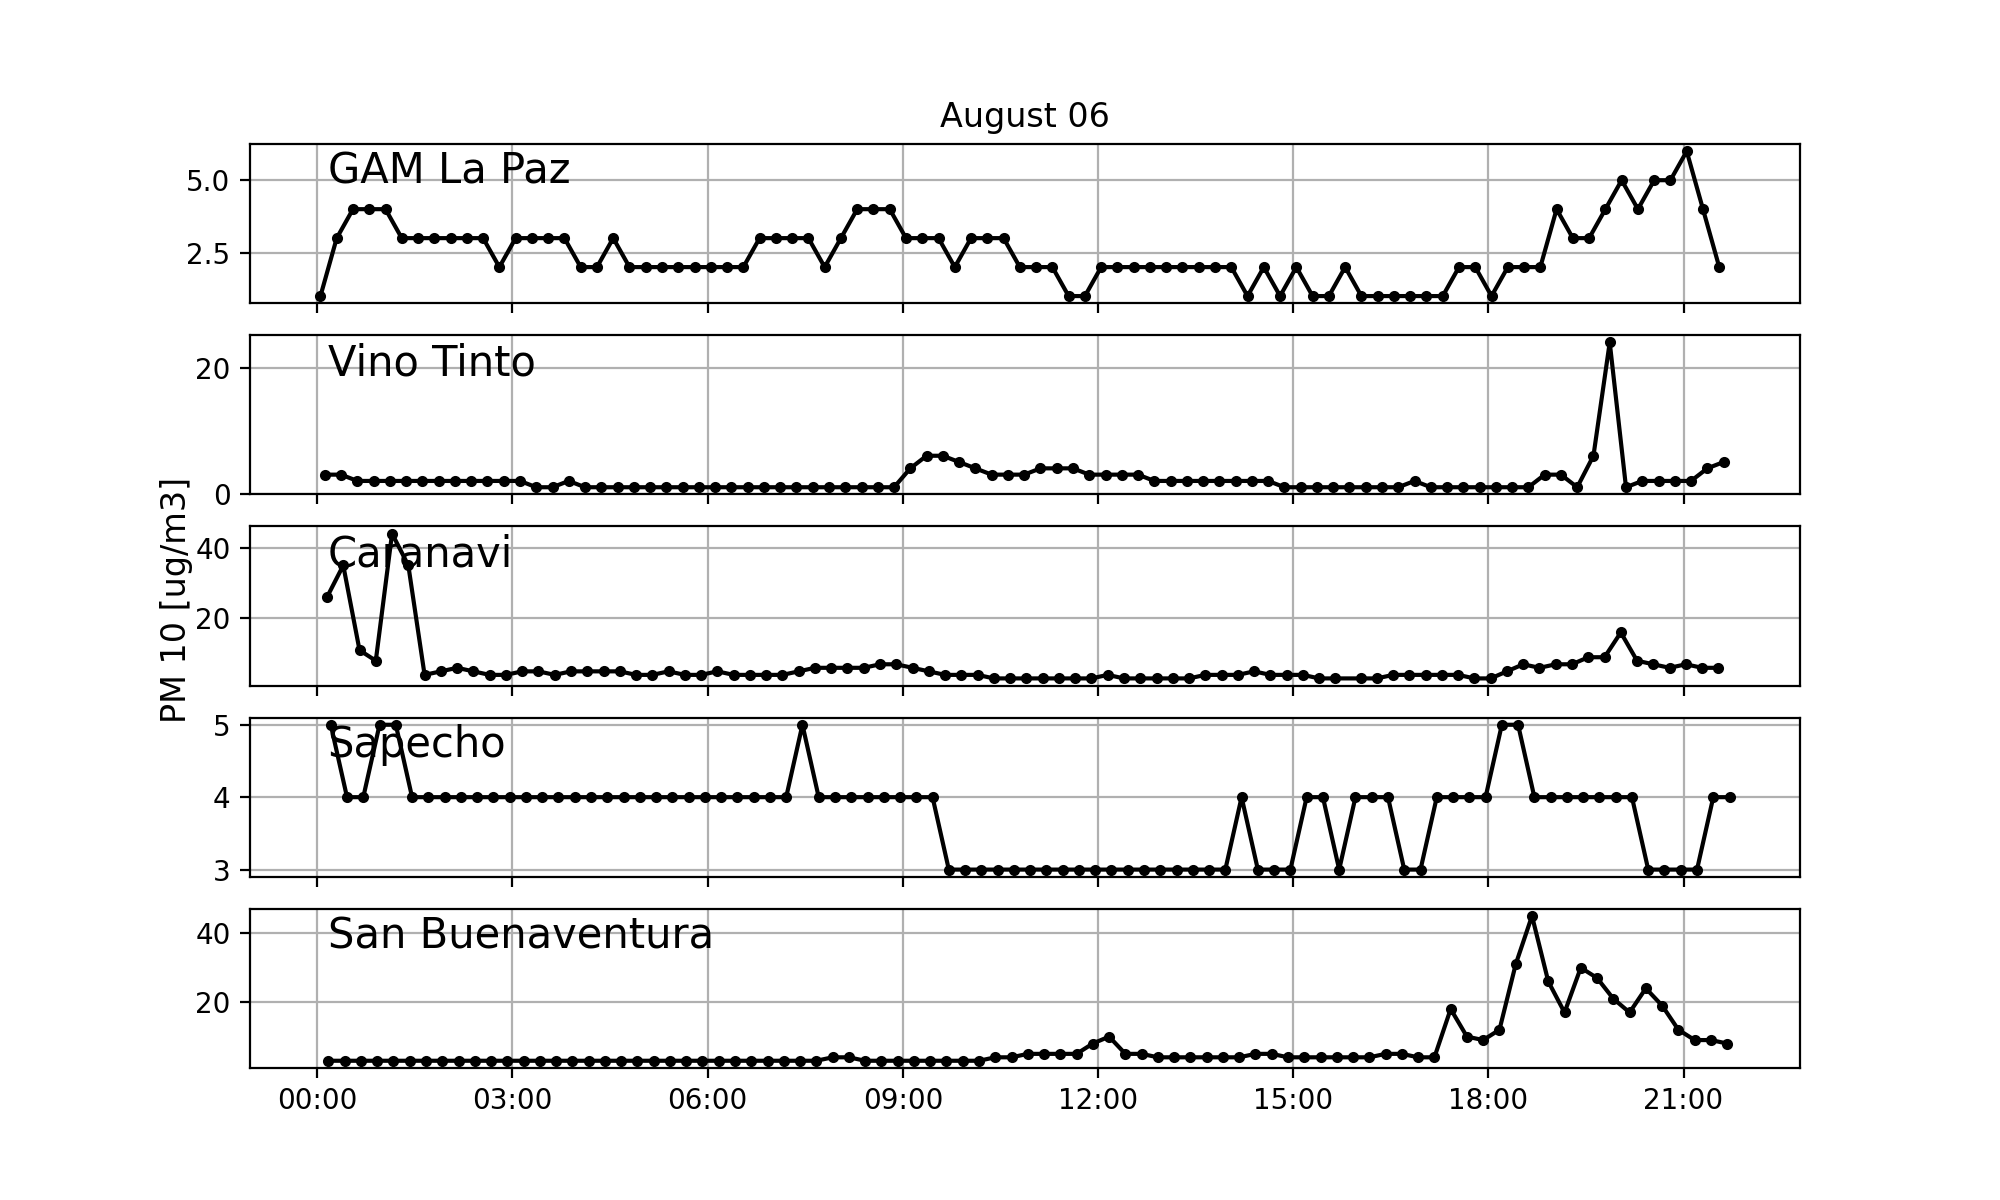 August 06
PM 10 [ug/m3]
GAM La Paz
5.0
2.5
Vino Tinto
20
0
Caranavi
40
20
Sapecho
5
4
3
San Buenaventura
40
20
00:00 03:00 06:00 09:00 12:00 15:00 18:00 21:00